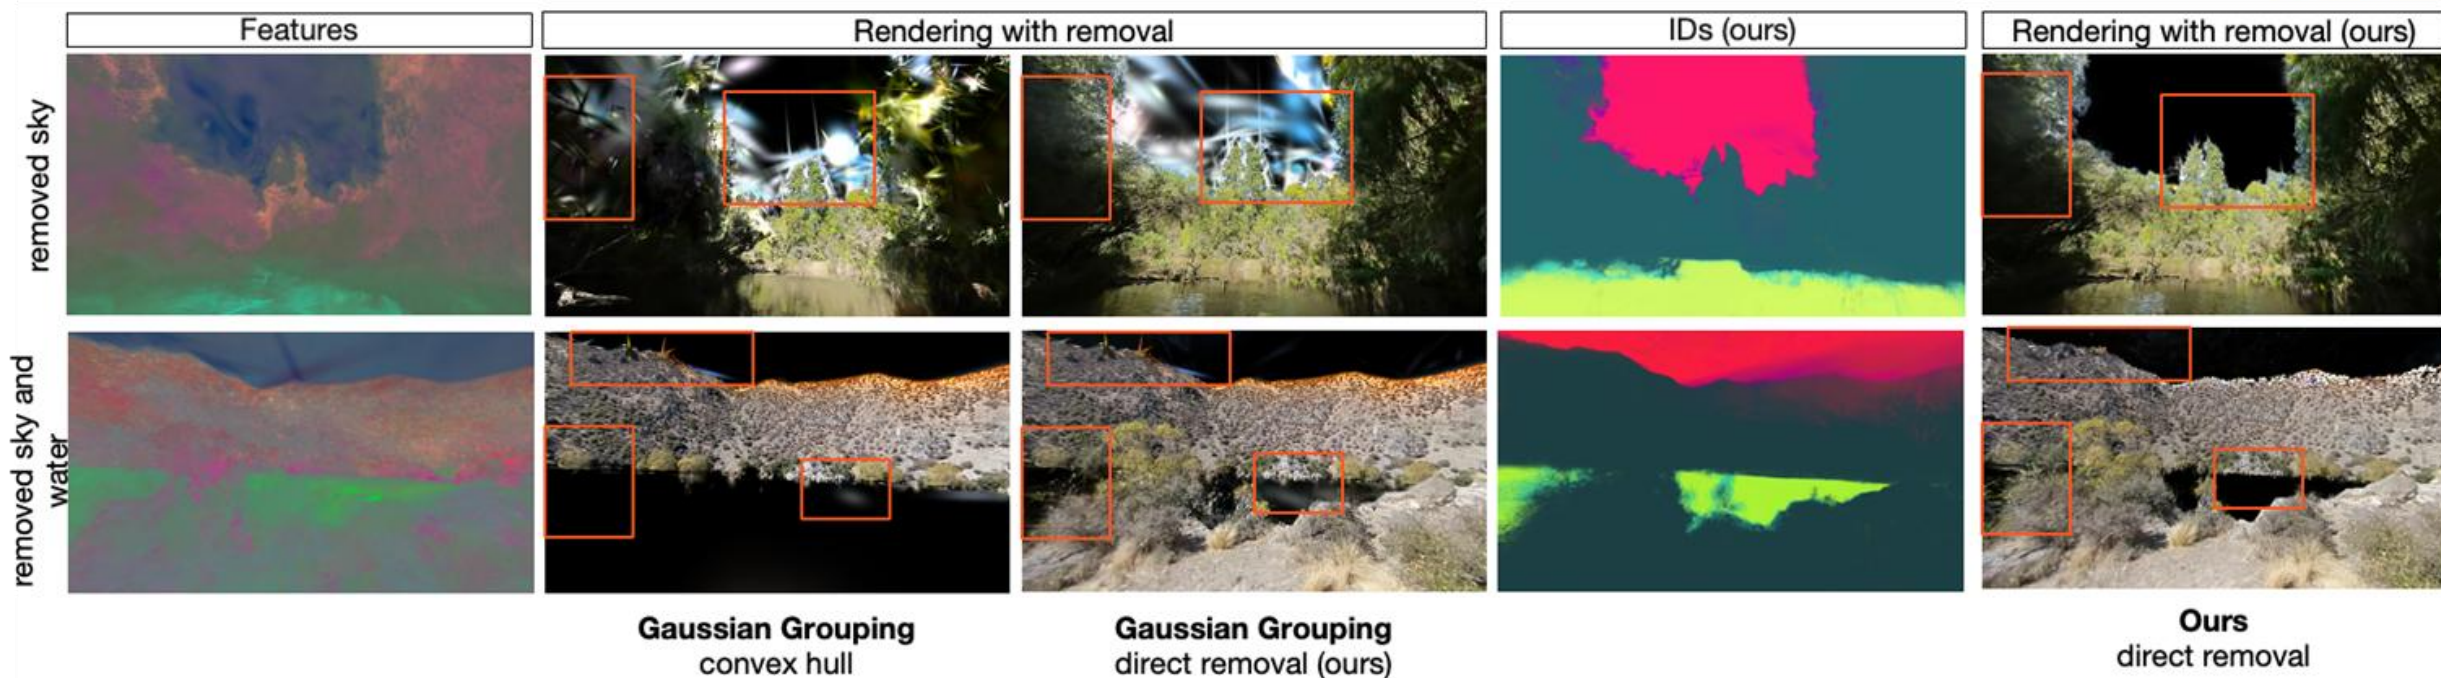 Features
Rendering with removal
IDs (ours)
Rendering with removal (ours)
removed sky
removed sky and
water
Gaussian Grouping
convex hull
Gaussian Grouping
direct removal (ours)
Ours
direct removal